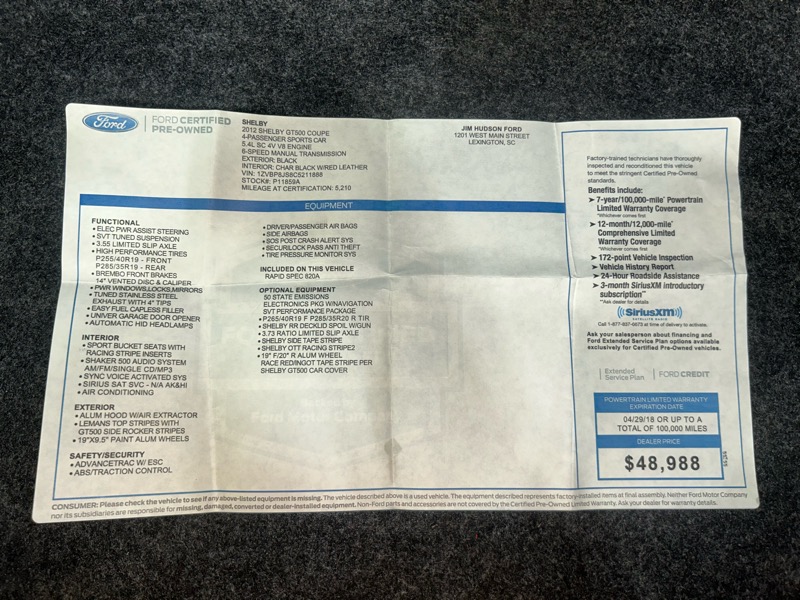 Ford
FORD CERTIFIED
PRE-OWNED
SHELBY
2012 SHELBY GT500 COUPE
4-PASSENGER SPORTS CAR
5.4L SC 4V V8 ENGINE
6-SPEED MANUAL TRANSMISSION
EXTERIOR: BLACK
INTERIOR: CHAR BLACK W/RED LEATHER
VIN: 1ZVBP8JS8C5211888
STOCK#: P11859A
MILEAGE AT CERTIFICATION: 5,210
JIM HUDSON FORD
1201 WEST MAIN STREET
LEXINGTON, SC
EQUIPMENT
FUNCTIONAL
• ELEC PWR ASSIST STEERING
• SVT TUNED SUSPENSION
• 3.55 LIMITED SLIP AXLE
• HIGH PERFORMANCE TIRES
P255/40R19 - FRONT
P285/35R19 - REAR
• BREMBO FRONT BRAKES
14" VENTED DISC & CALIPER
• PWR WINDOWS/LOCKS/MIRRORS
• TUNED STAINLESS STEEL
EXHAUST WITH 4" TIPS
• EASY FUEL CAPLESS FILLER
• UNIVER GARAGE DOOR OPENER
• AUTOMATIC HID HEADLAMPS
INTERIOR
• SPORT BUCKET SEATS WITH
RACING STRIPE INSERTS
• SHAKER 500 AUDIO SYSTEM
AM/FM/SINGLE CD/MP3
• SYNC VOICE ACTIVATED SYS
• SIRIUS SAT SVC - N/A AK&HI
• AIR CONDITIONING
EXTERIOR
• ALUM HOOD W/AIR EXTRACTOR
• LEMANS TOP STRIPES WITH
GT500 SIDE ROCKER STRIPES
• 19"X9.5" PAINT ALUM WHEELS
SAFETY/SECURITY
• ADVANCETRAC W/ ESC
• ABS/TRACTION CONTROL
• DRIVER/PASSENGER AIR BAGS
• SIDE AIRBAGS
• SOS POST CRASH ALERT SYS
• SECURILOCK PASS ANTI THEFT
• TIRE PRESSURE MONITOR SYS
INCLUDED ON THIS VEHICLE
RAPID SPEC 820A
OPTIONAL EQUIPMENT
50 STATE EMISSIONS
ELECTRONICS PKG W/NAVIGATION
SVT PERFORMANCE PACKAGE
• P265/40R19 F P285/35R20 R TIR
• SHELBY RR DECKLID SPOIL W/GUN
• 3.73 RATIO LIMITED SLIP AXLE
• SHELBY SIDE TAPE STRIPE
• SHELBY OTT RACING STRIPE2
• 19" F/20" R ALUM WHEEL
RACE RED/INGOT TAPE STRIPE PER
SHELBY GT500 CAR COVER
Factory-trained technicians have thoroughly
inspected and reconditioned this vehicle
to meet the stringent Certified Pre-Owned
standards.
Benefits include:
➤ 7-year/100,000-mile* Powertrain
Limited Warranty Coverage
*Whichever comes first
➤ 12-month/12,000-mile*
Comprehensive Limited
Warranty Coverage
*Whichever comes first
➤ 172-point Vehicle Inspection
➤ Vehicle History Report
➤ 24-Hour Roadside Assistance
➤ 3-month SiriusXM introductory
subscription**
**Ask dealer for details
((SiriusXM))
SATELLITE RADIO
Call 1-877-857-0073 at time of delivery to activate.
Ask your salesperson about financing and
Ford Extended Service Plan options available
exclusively for Certified Pre-Owned vehicles.
Extended
Service Plan
FORD CREDIT
POWERTRAIN LIMITED WARRANTY
EXPIRATION DATE
04/29/18 OR UP TO A
TOTAL OF 100,000 MILES
DEALER PRICE
$48,988
CONSUMER: Please check the vehicle to see if any above-listed equipment is missing. The vehicle described above is a used vehicle. The equipment described represents factory-installed items at final assembly. Neither Ford Motor Company
nor its subsidiaries are responsible for missing, damaged, converted or dealer-installed equipment. Non-Ford parts and accessories are not covered by the Certified Pre-Owned Limited Warranty. Ask your dealer for warranty details.